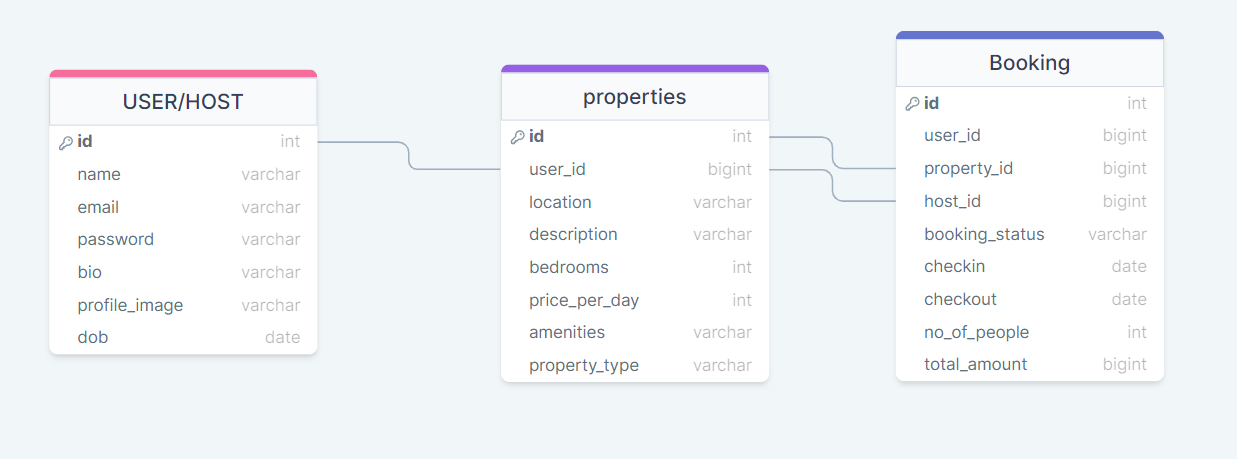 USER/HOST
id int
name varchar
email varchar
password varchar
bio varchar
profile_image varchar
dob date
properties
id int
user_id bigint
location varchar
description varchar
bedrooms int
price_per_day int
amenities varchar
property_type varchar
Booking
id int
user_id bigint
property_id bigint
host_id bigint
booking_status varchar
checkin date
checkout date
no_of_people int
total_amount bigint